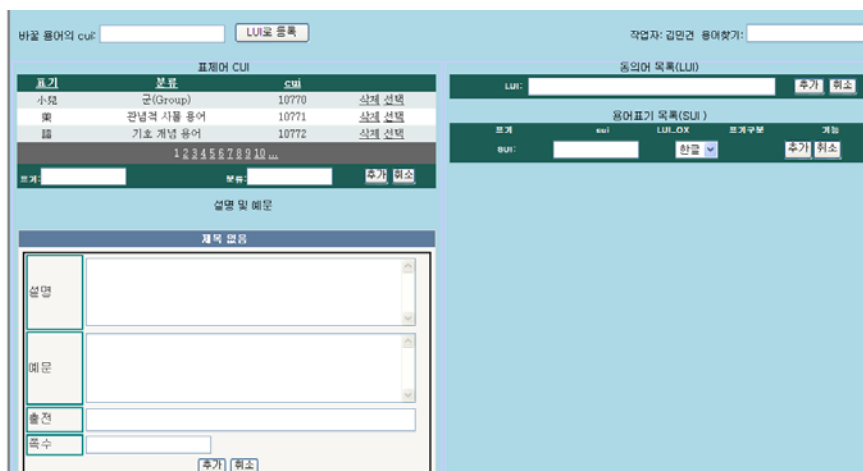 바꿀 용어의 cui:
LUI로 등록
작업자: 김민건 용어찾기:
표제어 CUI
표기 분류 cui
小兒 군(Group) 10770 삭제 선택
관념적 사물 용어 10771 삭제 선택
기호 개념 용어 10772 삭제 선택
1 2 3 4 5 6 7 8 9 10 ...
표기: 분류: 추가 취소
설명 및 예문
제목 없음
설명
예문
출전
쪽수
추가 취소
동의어 목록(LUI)
LUI: 추가 취소
용어표기 목록(SUI )
표기 sui LUI_OX 표기구분 기능
SUI: 한글 추가 취소